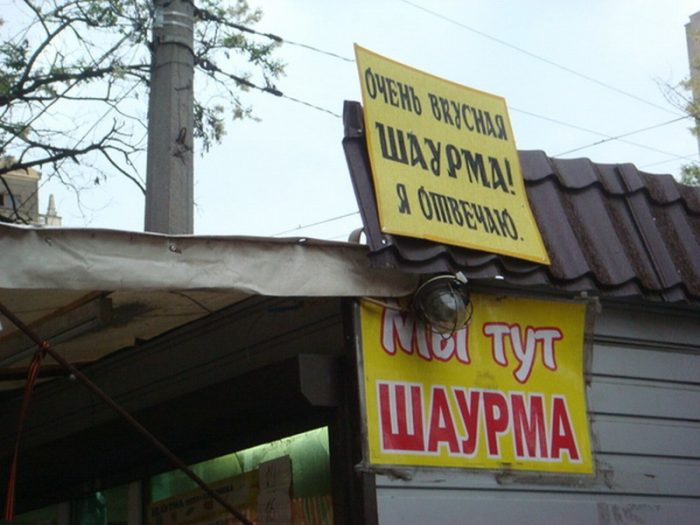 ОЧЕНЬ ВКУСНАЯ
ШАУРМА!
Я ОТВЕЧАЮ.
МЫ ТУТ
ШАУРМА